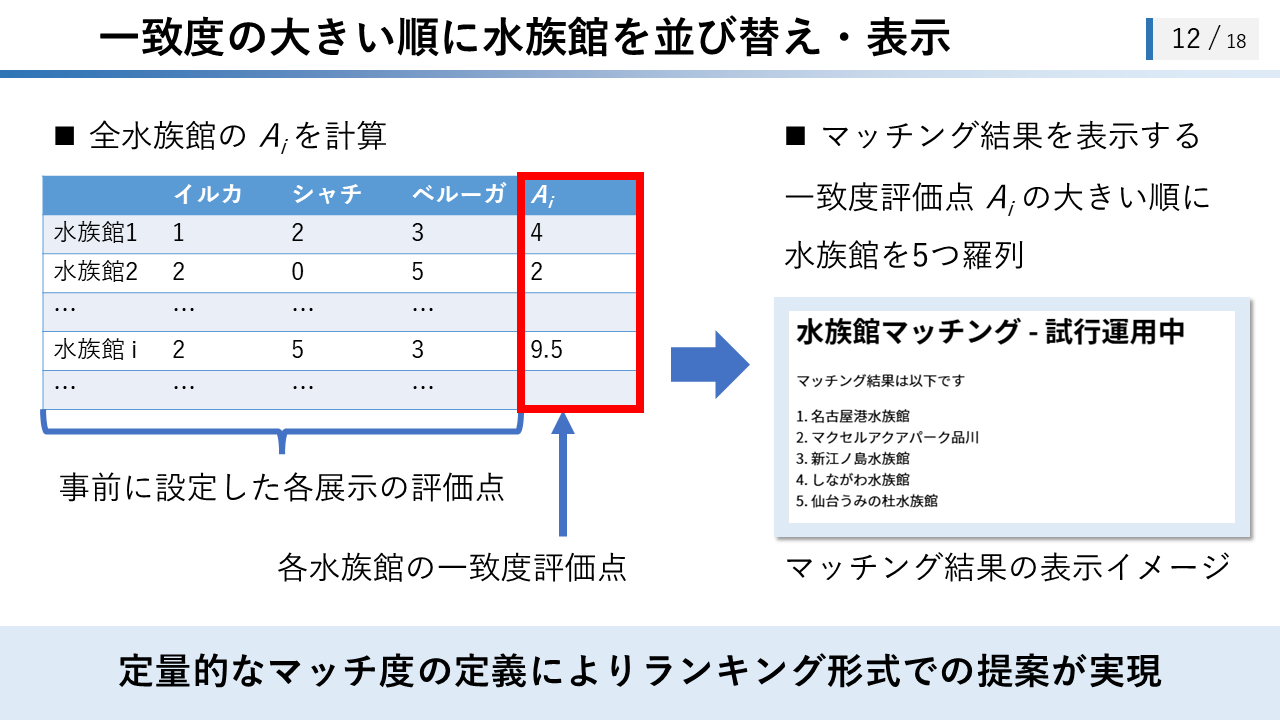 一致度の大きい順に水族館を並び替え・表示
12 / 18
■ 全水族館の Ai を計算
イルカ シャチ ベルーガ Ai
水族館1 1 2 3 4
水族館2 2 0 5 2
… … … …
水族館 i 2 5 3 9.5
… … … …
事前に設定した各展示の評価点
各水族館の一致度評価点
■ マッチング結果を表示する
一致度評価点 Ai の大きい順に
水族館を5つ羅列
水族館マッチング - 試行運用中
マッチング結果は以下です
1. 名古屋港水族館
2. マクセルアクアパーク品川
3. 新江ノ島水族館
4. しながわ水族館
5. 仙台うみの杜水族館
マッチング結果の表示イメージ
定量的なマッチ度の定義によりランキング形式での提案が実現